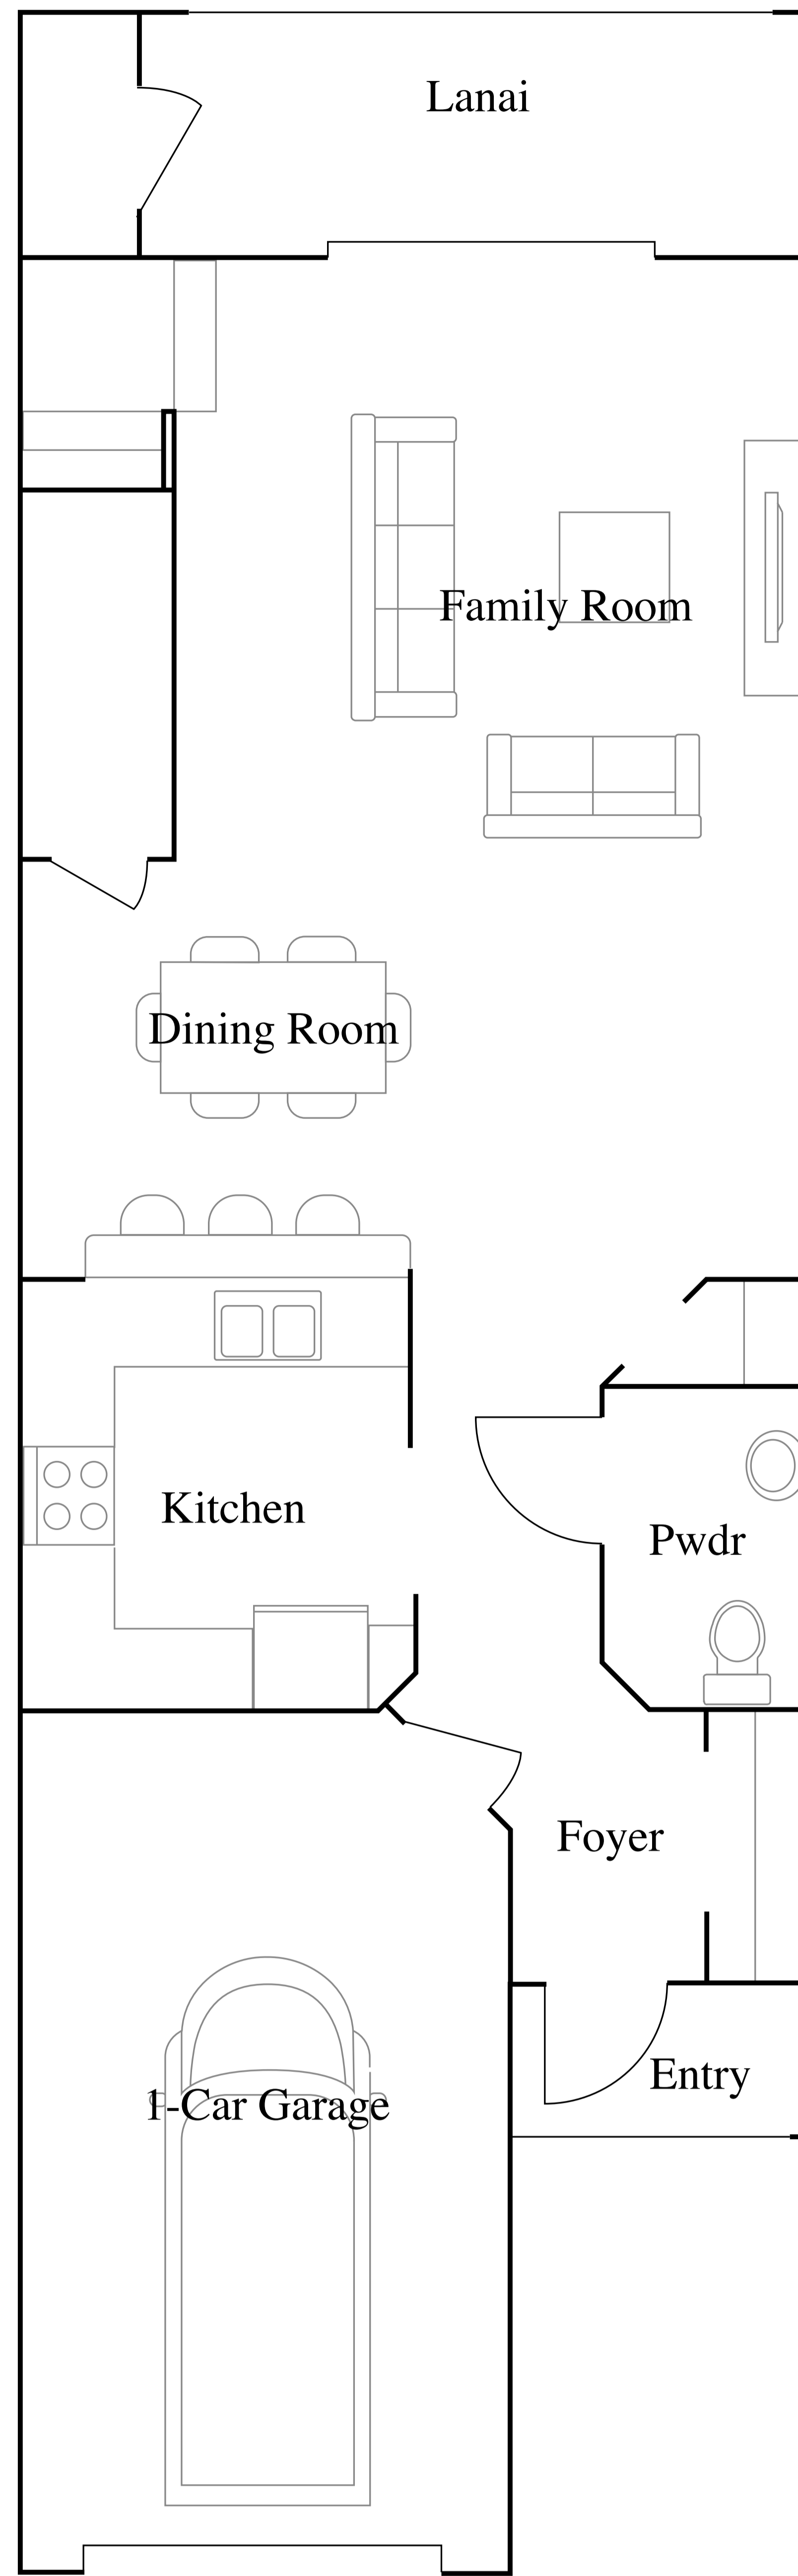 Lanai
Family Room
Dining Room
Kitchen
Pwdr
Foyer
Entry
1-Car Garage